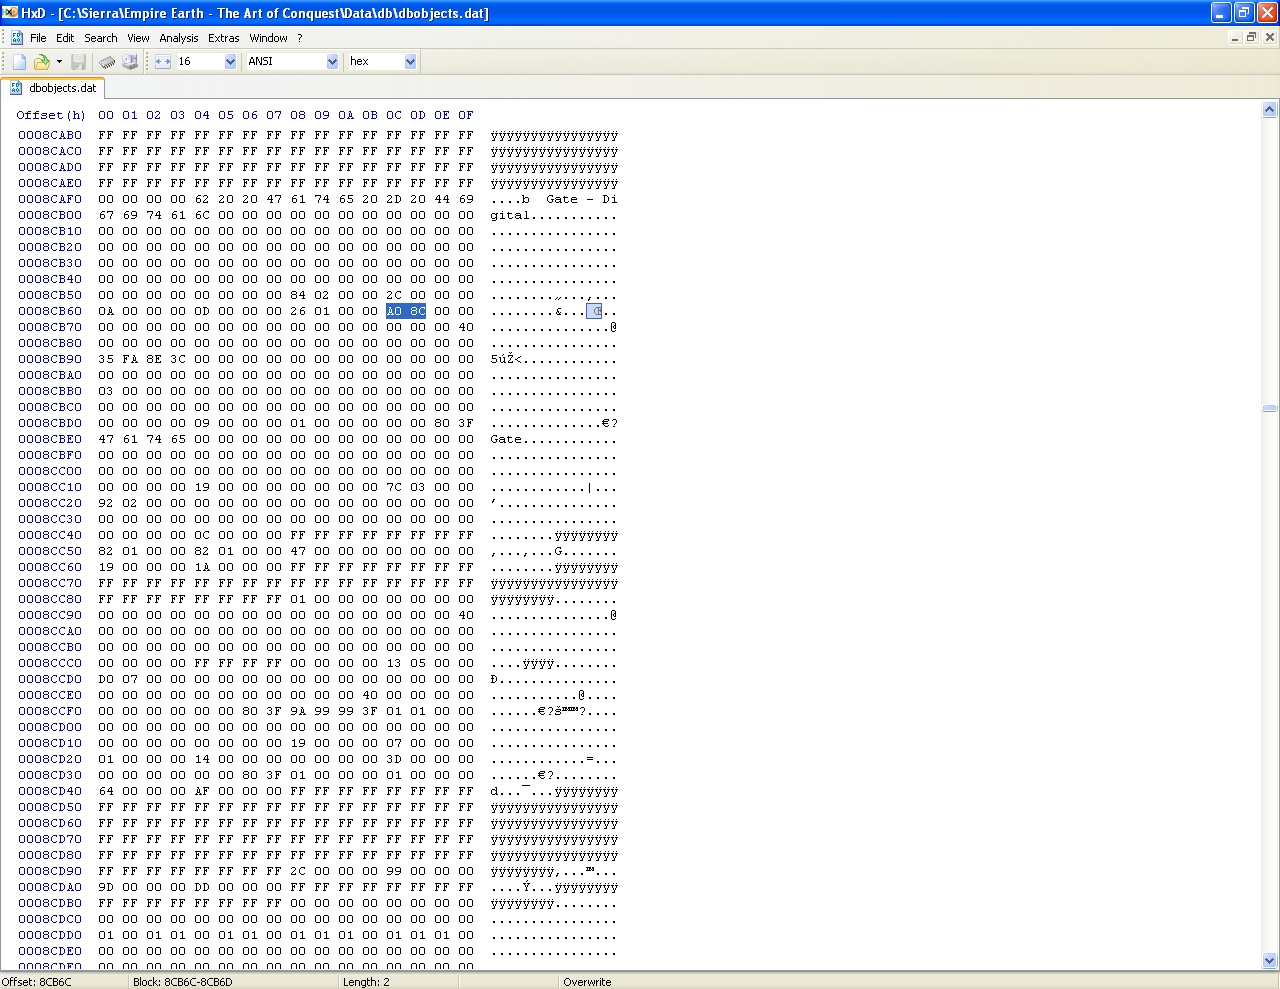 HxD - [C:\Sierra\Empire Earth - The Art of Conquest\Data\db\dbobjects.dat]
File Edit Search View Analysis Extras Window ?
16 ANSI hex
dbobjects.dat
Offset(h) 00 01 02 03 04 05 06 07 08 09 0A 0B 0C 0D 0E 0F
0008CAB0 FF FF FF FF FF FF FF FF FF FF FF FF FF FF FF FF ÿÿÿÿÿÿÿÿÿÿÿÿÿÿÿÿ
0008CAC0 FF FF FF FF FF FF FF FF FF FF FF FF FF FF FF FF ÿÿÿÿÿÿÿÿÿÿÿÿÿÿÿÿ
0008CAD0 FF FF FF FF FF FF FF FF FF FF FF FF FF FF FF FF ÿÿÿÿÿÿÿÿÿÿÿÿÿÿÿÿ
0008CAE0 FF FF FF FF FF FF FF FF FF FF FF FF FF FF FF FF ÿÿÿÿÿÿÿÿÿÿÿÿÿÿÿÿ
0008CAF0 00 00 00 00 62 20 20 47 61 74 65 20 2D 20 44 69 ....b  Gate - Di
0008CB00 67 69 74 61 6C 00 00 00 00 00 00 00 00 00 00 00 gital...........
0008CB10 00 00 00 00 00 00 00 00 00 00 00 00 00 00 00 00 ................
0008CB20 00 00 00 00 00 00 00 00 00 00 00 00 00 00 00 00 ................
0008CB30 00 00 00 00 00 00 00 00 00 00 00 00 00 00 00 00 ................
0008CB40 00 00 00 00 00 00 00 00 00 00 00 00 00 00 00 00 ................
0008CB50 00 00 00 00 00 00 00 00 84 02 00 00 2C 00 00 00 ........„...,...
0008CB60 0A 00 00 00 0D 00 00 00 26 01 00 00 A0 8C 00 00 ........&... Œ..
0008CB70 00 00 00 00 00 00 00 00 00 00 00 00 00 00 00 40 ...............@
0008CB80 00 00 00 00 00 00 00 00 00 00 00 00 00 00 00 00 ................
0008CB90 35 FA 8E 3C 00 00 00 00 00 00 00 00 00 00 00 00 5úŽ<............
0008CBA0 00 00 00 00 00 00 00 00 00 00 00 00 00 00 00 00 ................
0008CBB0 03 00 00 00 00 00 00 00 00 00 00 00 00 00 00 00 ................
0008CBC0 00 00 00 00 00 00 00 00 00 00 00 00 00 00 00 00 ................
0008CBD0 00 00 00 00 09 00 00 00 01 00 00 00 00 00 80 3F ..............€?
0008CBE0 47 61 74 65 00 00 00 00 00 00 00 00 00 00 00 00 Gate............
0008CBF0 00 00 00 00 00 00 00 00 00 00 00 00 00 00 00 00 ................
0008CC00 00 00 00 00 00 00 00 00 00 00 00 00 00 00 00 00 ................
0008CC10 00 00 00 00 19 00 00 00 00 00 00 00 7C 03 00 00 ............|...
0008CC20 92 02 00 00 00 00 00 00 00 00 00 00 00 00 00 00 ’...............
0008CC30 00 00 00 00 00 00 00 00 00 00 00 00 00 00 00 00 ................
0008CC40 00 00 00 00 0C 00 00 00 FF FF FF FF FF FF FF FF ........ÿÿÿÿÿÿÿÿ
0008CC50 82 01 00 00 82 01 00 00 47 00 00 00 00 00 00 00 ‚...‚...G.......
0008CC60 19 00 00 00 1A 00 00 00 FF FF FF FF FF FF FF FF ........ÿÿÿÿÿÿÿÿ
0008CC70 FF FF FF FF FF FF FF FF FF FF FF FF FF FF FF FF ÿÿÿÿÿÿÿÿÿÿÿÿÿÿÿÿ
0008CC80 FF FF FF FF FF FF FF FF 01 00 00 00 00 00 00 00 ÿÿÿÿÿÿÿÿ........
0008CC90 00 00 00 00 00 00 00 00 00 00 00 00 00 00 00 40 ...............@
0008CCA0 00 00 00 00 00 00 00 00 00 00 00 00 00 00 00 00 ................
0008CCB0 00 00 00 00 00 00 00 00 00 00 00 00 00 00 00 00 ................
0008CCC0 00 00 00 00 FF FF FF FF 00 00 00 00 13 05 00 00 ....ÿÿÿÿ........
0008CCD0 D0 07 00 00 00 00 00 00 00 00 00 00 00 00 00 00 Ð...............
0008CCE0 00 00 00 00 00 00 00 00 00 00 00 40 00 00 00 00 ...........@....
0008CCF0 00 00 00 00 00 00 80 3F 9A 99 99 3F 01 01 00 00 ......€?š™™?....
0008CD00 00 00 00 00 00 00 00 00 00 00 00 00 00 00 00 00 ................
0008CD10 00 00 00 00 00 00 00 00 19 00 00 00 07 00 00 00 ................
0008CD20 01 00 00 00 14 00 00 00 00 00 00 00 3D 00 00 00 ............=...
0008CD30 00 00 00 00 00 00 80 3F 01 00 00 00 01 00 00 00 ......€?........
0008CD40 64 00 00 00 AF 00 00 00 FF FF FF FF FF FF FF FF d...¯...ÿÿÿÿÿÿÿÿ
0008CD50 FF FF FF FF FF FF FF FF FF FF FF FF FF FF FF FF ÿÿÿÿÿÿÿÿÿÿÿÿÿÿÿÿ
0008CD60 FF FF FF FF FF FF FF FF FF FF FF FF FF FF FF FF ÿÿÿÿÿÿÿÿÿÿÿÿÿÿÿÿ
0008CD70 FF FF FF FF FF FF FF FF FF FF FF FF FF FF FF FF ÿÿÿÿÿÿÿÿÿÿÿÿÿÿÿÿ
0008CD80 FF FF FF FF FF FF FF FF FF FF FF FF FF FF FF FF ÿÿÿÿÿÿÿÿÿÿÿÿÿÿÿÿ
0008CD90 FF FF FF FF FF FF FF FF 2C 00 00 00 99 00 00 00 ÿÿÿÿÿÿÿÿ,...™...
0008CDA0 9D 00 00 00 DD 00 00 00 FF FF FF FF FF FF FF FF ....Ý...ÿÿÿÿÿÿÿÿ
0008CDB0 FF FF FF FF FF FF FF FF 00 00 00 00 00 00 00 00 ÿÿÿÿÿÿÿÿ........
0008CDC0 00 00 00 00 00 00 00 00 00 00 00 00 00 00 00 00 ................
0008CDD0 01 00 01 01 00 01 01 00 01 01 01 00 01 01 01 00 ................
0008CDE0 00 00 00 00 00 00 00 00 00 00 00 00 00 00 00 00 ................
0008CDF0 00 00 00 00 00 00 00 00 00 00 00 00 00 00 00 00
Offset: 8CB6C Block: 8CB6C-8CB6D Length: 2 Overwrite